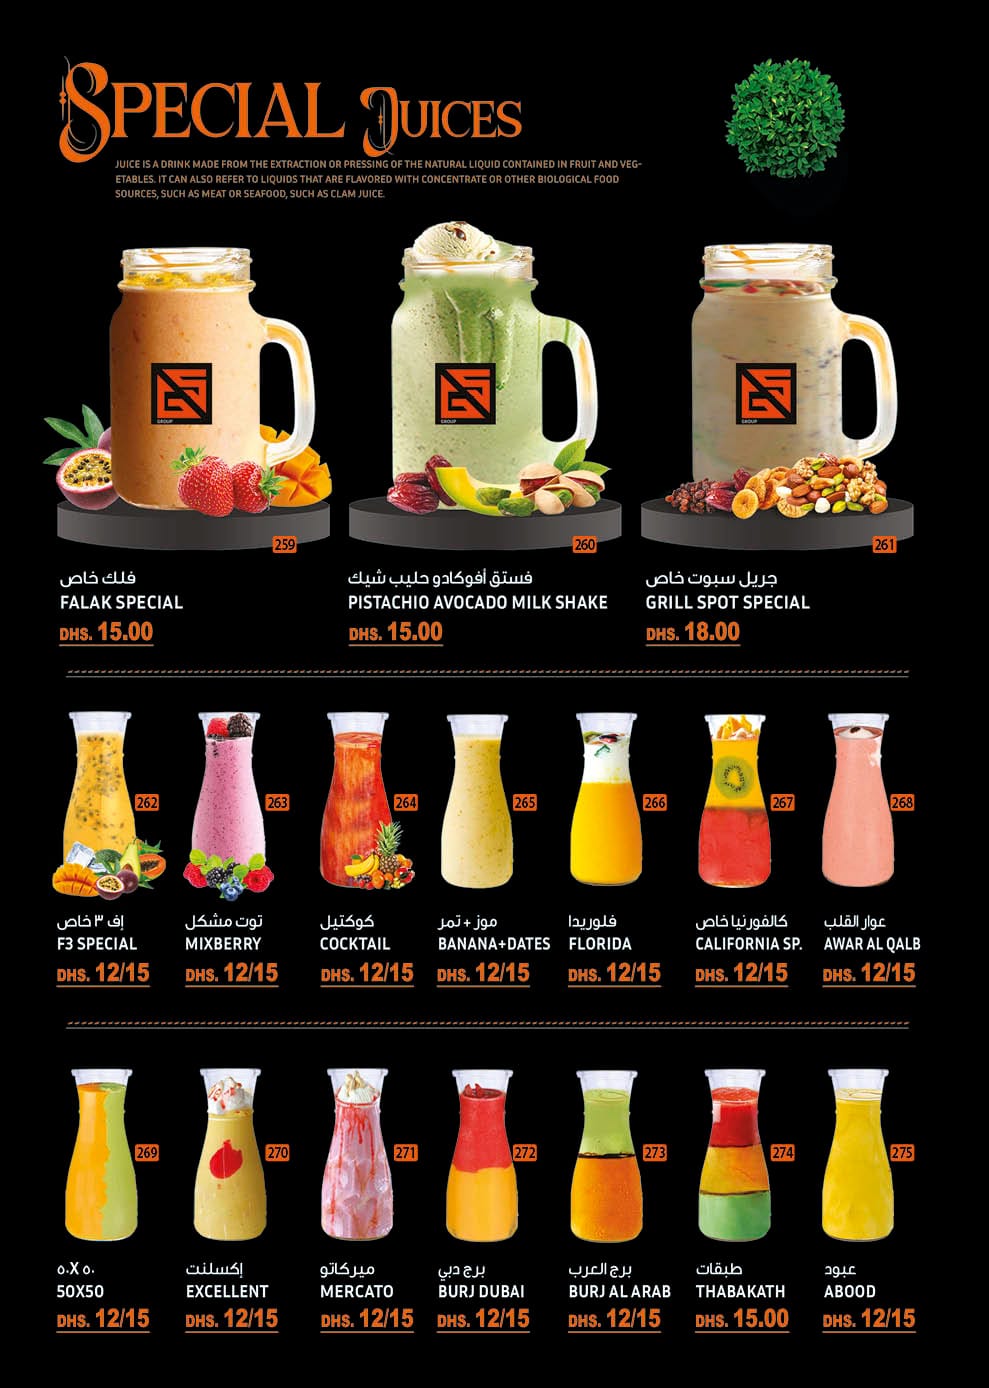 SPECIAL JUICES
JUICE IS A DRINK MADE FROM THE EXTRACTION OR PRESSING OF THE NATURAL LIQUID CONTAINED IN FRUIT AND VEG-
ETABLES. IT CAN ALSO REFER TO LIQUIDS THAT ARE FLAVORED WITH CONCENTRATE OR OTHER BIOLOGICAL FOOD
SOURCES, SUCH AS MEAT OR SEAFOOD, SUCH AS CLAM JUICE.
GROUP
GROUP
GROUP
259
260
261
فلك خاص
FALAK SPECIAL
DHS. 15.00
فستق أفوكادو حليب شيك
PISTACHIO AVOCADO MILK SHAKE
DHS. 15.00
جريل سبوت خاص
GRILL SPOT SPECIAL
DHS. 18.00
262
263
264
265
266
267
268
إف ٣ خاص
F3 SPECIAL
DHS. 12/15
توت مشكل
MIXBERRY
DHS. 12/15
كوكتيل
COCKTAIL
DHS. 12/15
موز + تمر
BANANA+DATES
DHS. 12/15
فلوريدا
FLORIDA
DHS. 12/15
كالفورنيا خاص
CALIFORNIA SP.
DHS. 12/15
عوار القلب
AWAR AL QALB
DHS. 12/15
269
270
271
272
273
274
275
٥٠X٥٠
50X50
DHS. 12/15
إكسلنت
EXCELLENT
DHS. 12/15
ميركاتو
MERCATO
DHS. 12/15
برج دبي
BURJ DUBAI
DHS. 12/15
برج العرب
BURJ AL ARAB
DHS. 12/15
طبقات
THABAKATH
DHS. 15.00
عبود
ABOOD
DHS. 12/15